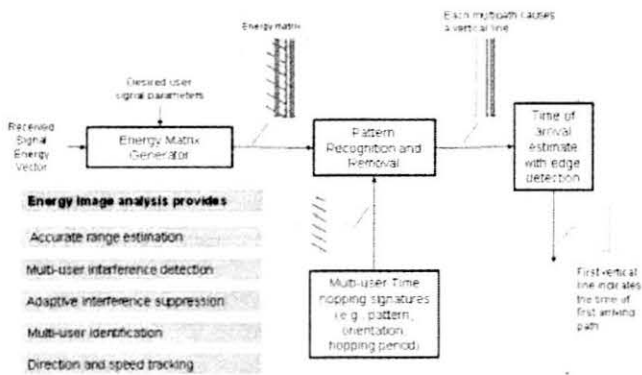 Energy matrix
Each multipath causes
a vertical line
Desired user
signal parameters
Received
Signal
Energy
Vector
Energy Matrix
Generator
Pattern
Recognition and
Removal
Time of
arrival
estimate
with edge
detection
Energy image analysis provides
Accurate range estimation
Multi-user interference detection
Adaptive interference suppression
Multi-user identification
Direction and speed tracking
Multi-user Time
hopping signatures
(e.g., pattern,
orientation
hopping period)
First vertical
line indicates
the time of
first arriving
path